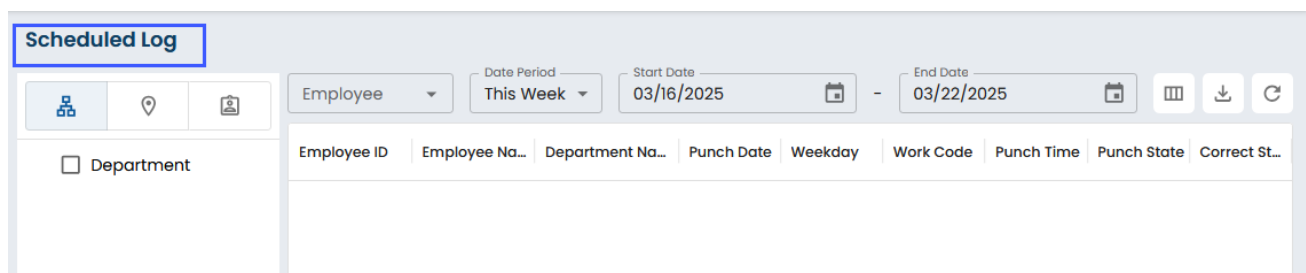 Scheduled Log
Date Period Start Date End Date
Employee This Week 03/16/2025 - 03/22/2025
Employee ID Employee Na... Department Na... Punch Date Weekday Work Code Punch Time Punch State Correct St...
Department